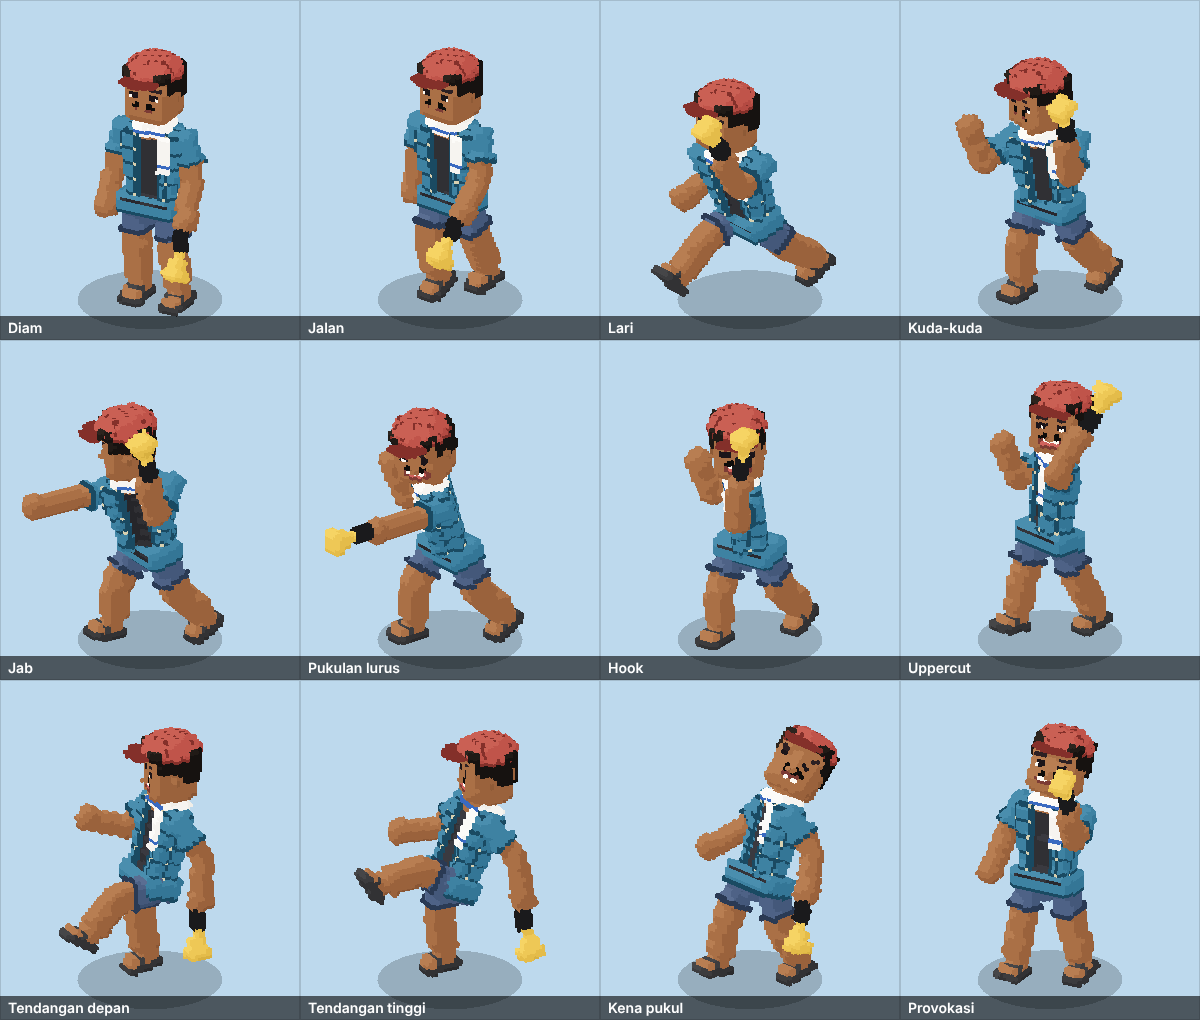 Diam
Jalan
Lari
Kuda-kuda
Jab
Pukulan lurus
Hook
Uppercut
Tendangan depan
Tendangan tinggi
Kena pukul
Provokasi